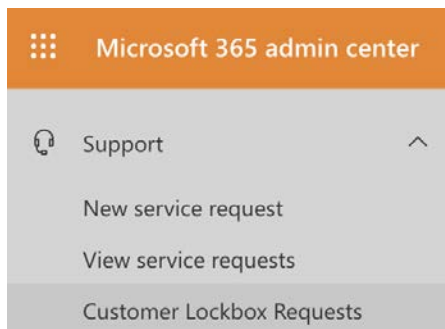 Microsoft 365 admin center
Support
New service request
View service requests
Customer Lockbox Requests